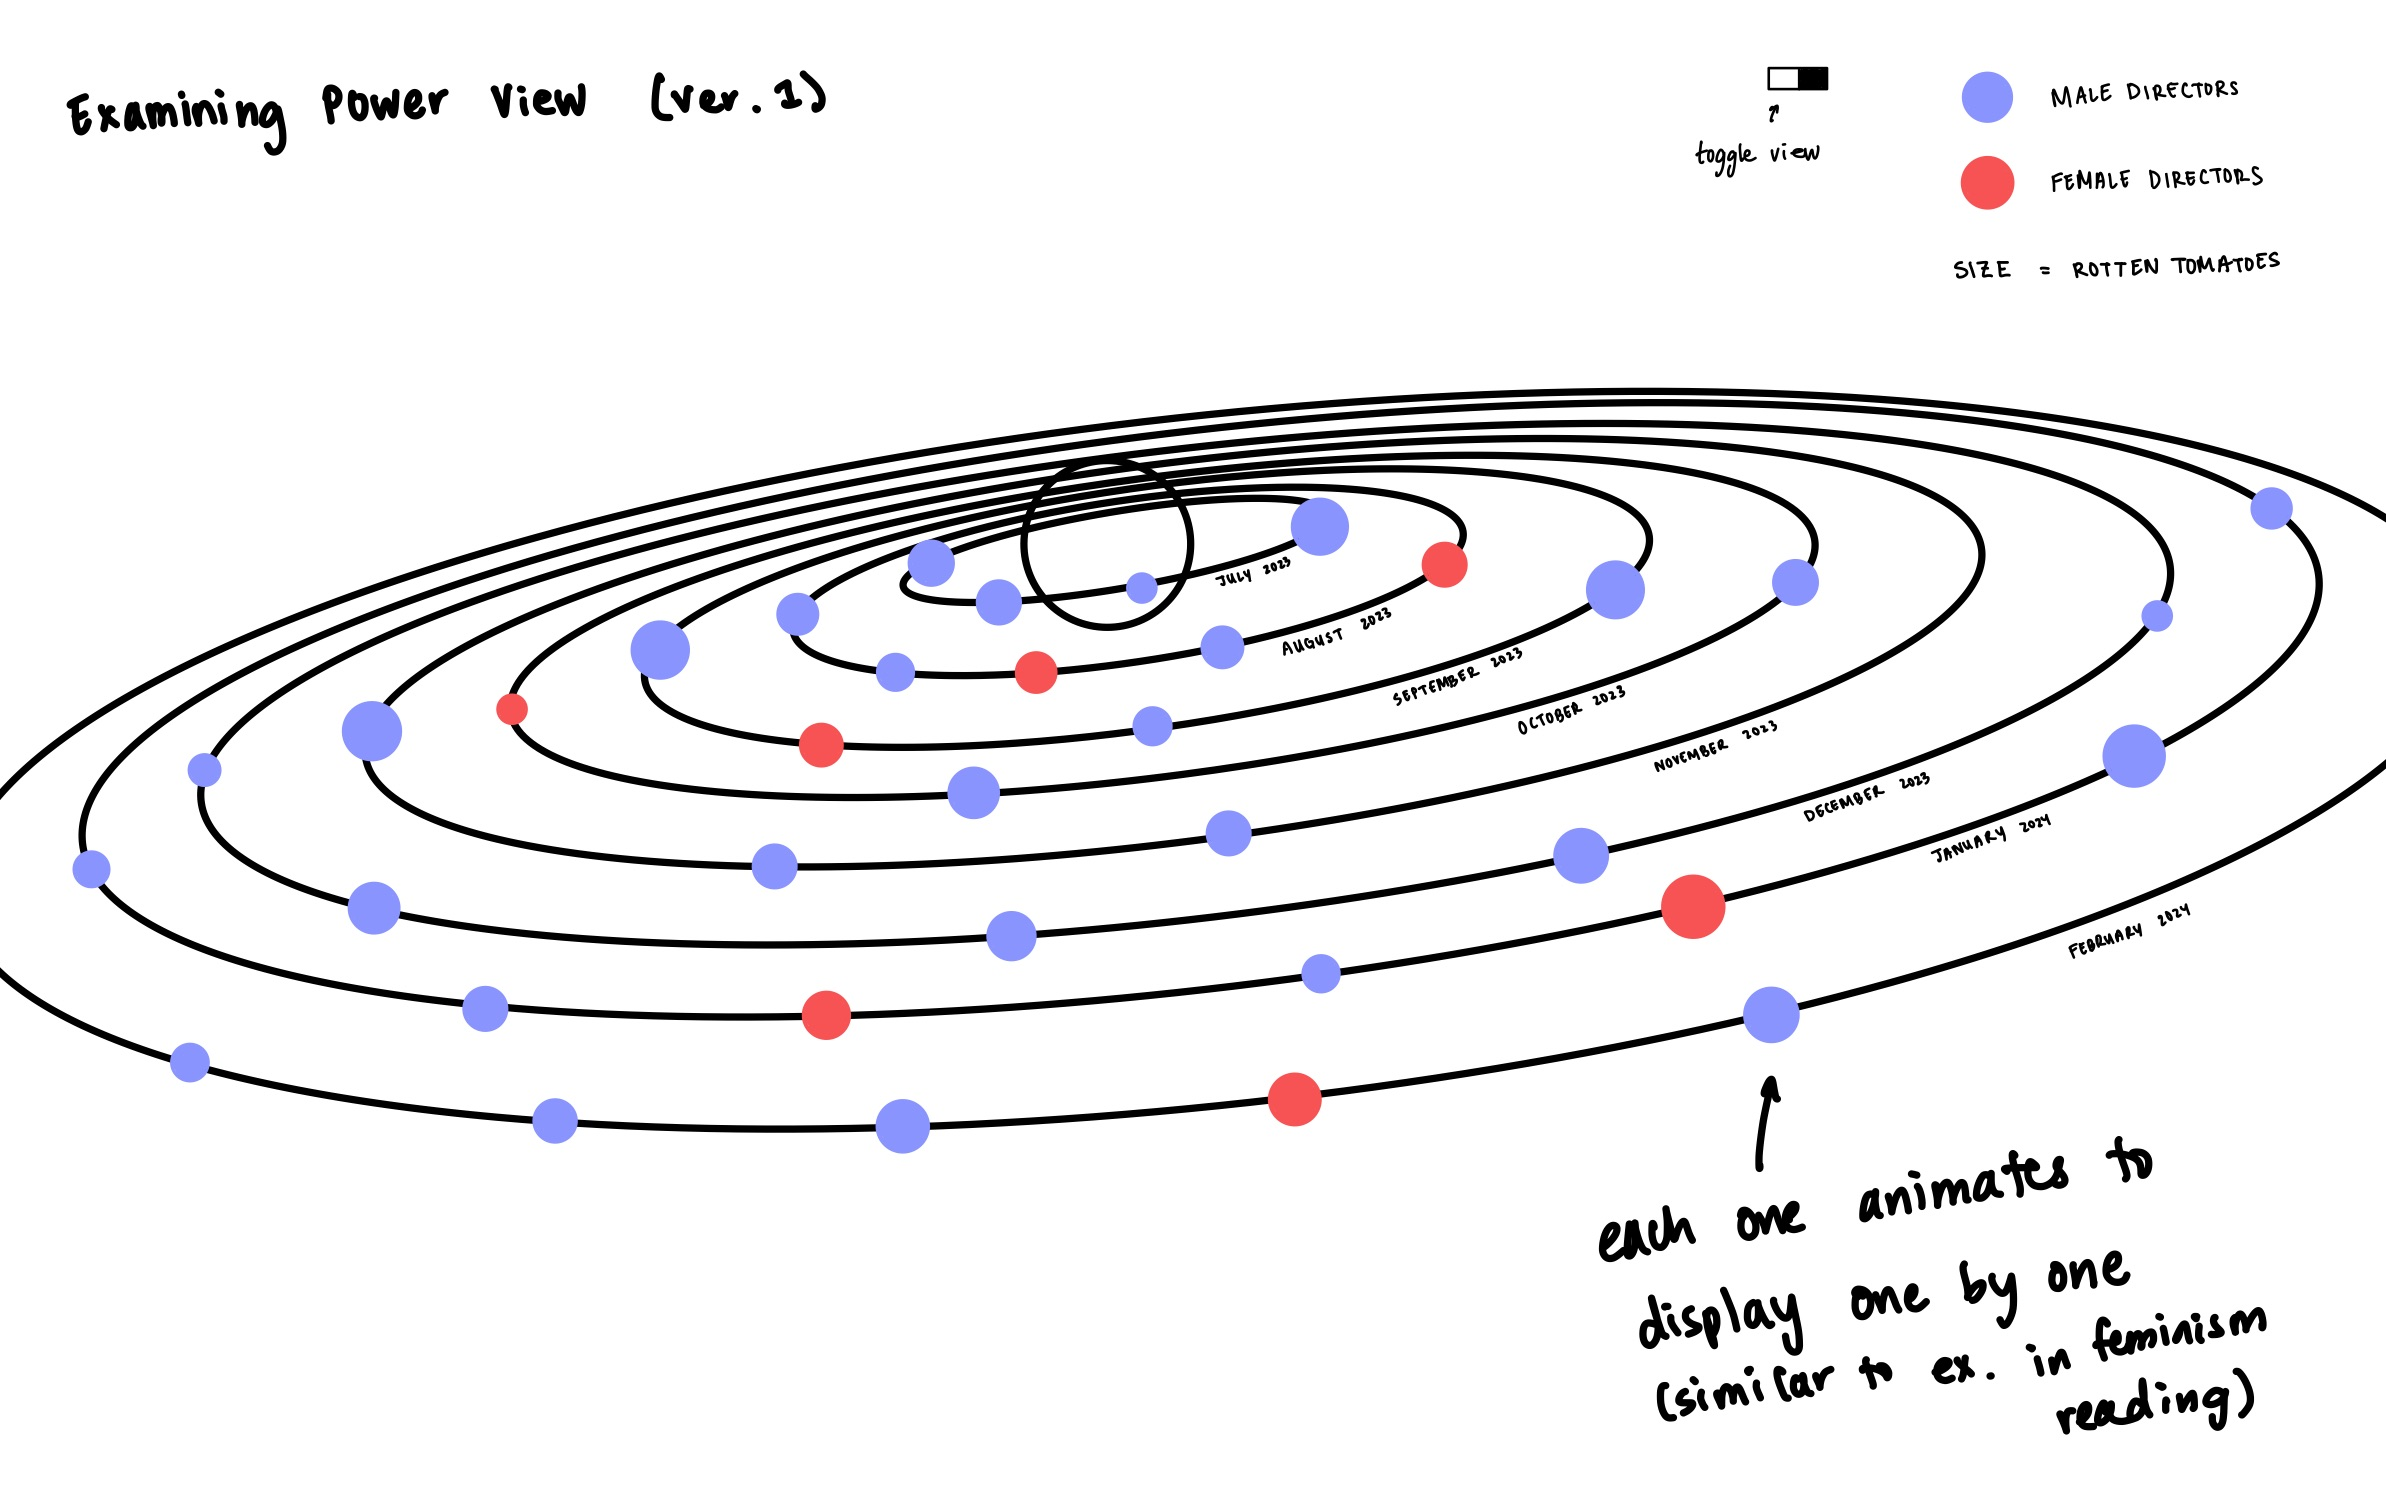 Examining Power View (ver. 1)
toggle view
MALE DIRECTORS
FEMALE DIRECTORS
SIZE = ROTTEN TOMATOES
JULY 2023
AUGUST 2023
SEPTEMBER 2023
OCTOBER 2023
NOVEMBER 2023
DECEMBER 2023
JANUARY 2024
FEBRUARY 2024
each one animates to
display one by one
(similar to ex. in feminism
reading)